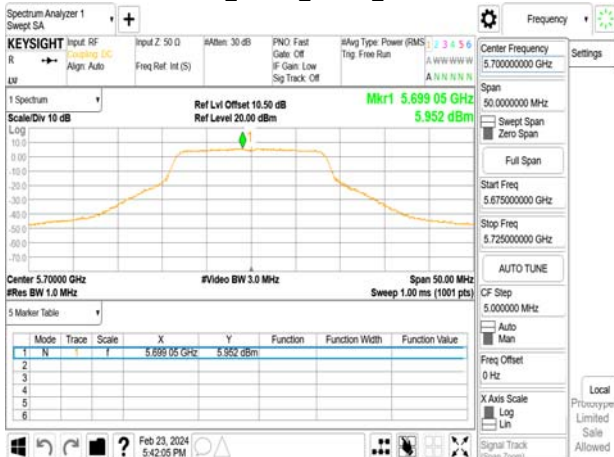 Spectrum Analyzer 1
Swept SA
Frequency
KEYSIGHT
Input: RF
Coupling: DC
Align: Auto
Input Z: 50 Ω
Freq Ref: Int (S)
#Atten: 30 dB
PNO: Fast
Gate: Off
IF Gain: Low
Sig Track: Off
#Avg Type: Power (RMS
Trig: Free Run
1 2 3 4 5 6
A W W W W W
A N N N N N
R
1 Spectrum
Scale/Div 10 dB
Ref Lvl Offset 10.50 dB
Ref Level 20.00 dBm
Mkr1 5.699 05 GHz
5.952 dBm
Log
10.0
0.00
-10.0
-20.0
-30.0
-40.0
-50.0
-60.0
-70.0
1
Center 5.70000 GHz
#Res BW 1.0 MHz
#Video BW 3.0 MHz
Span 50.00 MHz
Sweep 1.00 ms (1001 pts)
5 Marker Table
Mode Trace Scale X Y Function Function Width Function Value
1 N 1 f 5.699 05 GHz 5.952 dBm
2
3
4
5
6
Feb 23, 2024
5:42:05 PM
Center Frequency
5.700000000 GHz
Settings
Span
50.0000000 MHz
Swept Span
Zero Span
Full Span
Start Freq
5.675000000 GHz
Stop Freq
5.725000000 GHz
AUTO TUNE
CF Step
5.000000 MHz
Auto
Man
Freq Offset
0 Hz
X Axis Scale
Log
Lin
Signal Track
(Span Zoom)
Local
Prototype
Limited
Sale
Allowed